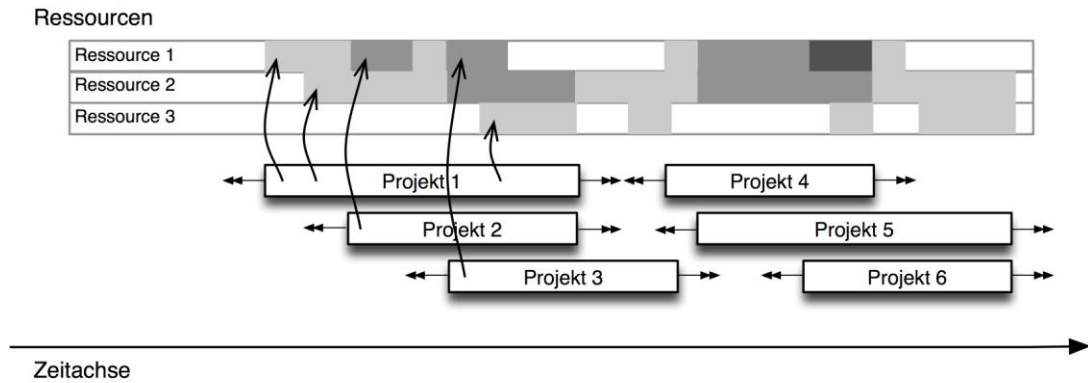 Ressourcen
Ressource 1
Ressource 2
Ressource 3
Projekt 1
Projekt 4
Projekt 2
Projekt 5
Projekt 3
Projekt 6
Zeitachse